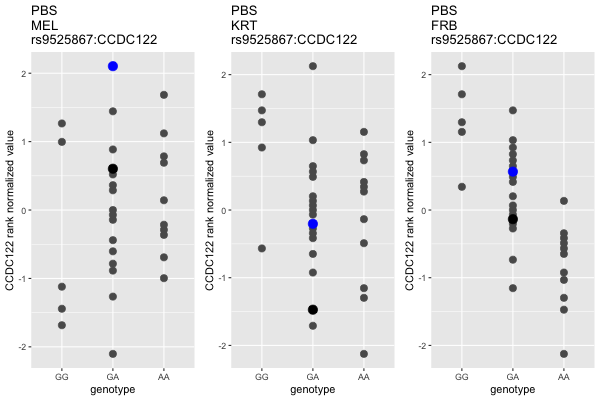 PBS
MEL
rs9525867:CCDC122
CCDC122 rank normalized value
2
1
0
-1
-2
GG
GA
AA
genotype
PBS
KRT
rs9525867:CCDC122
CCDC122 rank normalized value
2
1
0
-1
-2
GG
GA
AA
genotype
PBS
FRB
rs9525867:CCDC122
CCDC122 rank normalized value
2
1
0
-1
-2
GG
GA
AA
genotype